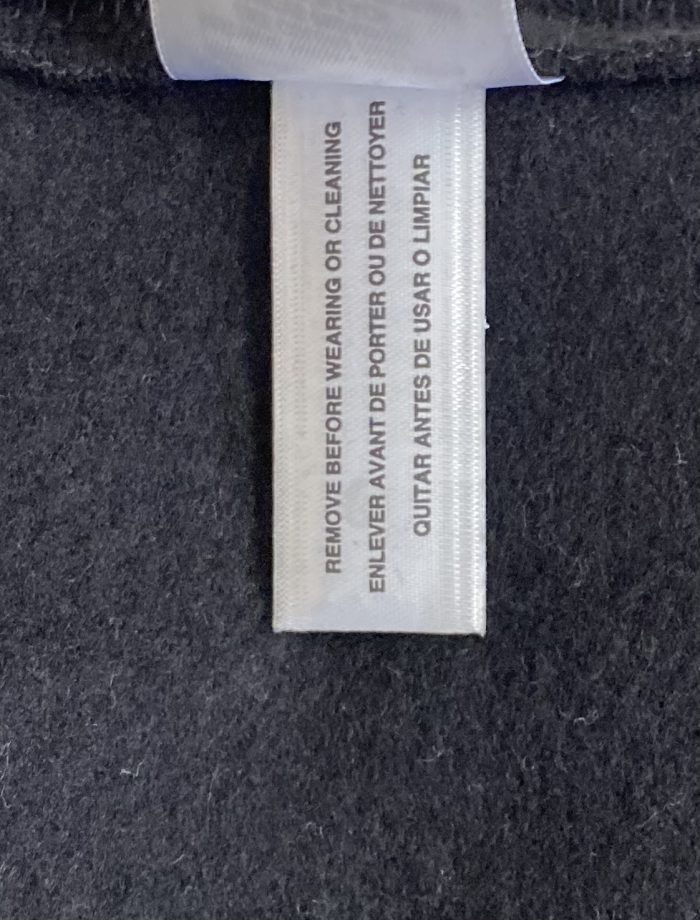 REMOVE BEFORE WEARING OR CLEANING
ENLEVER AVANT DE PORTER OU DE NETTOYER
QUITAR ANTES DE USAR O LIMPIAR